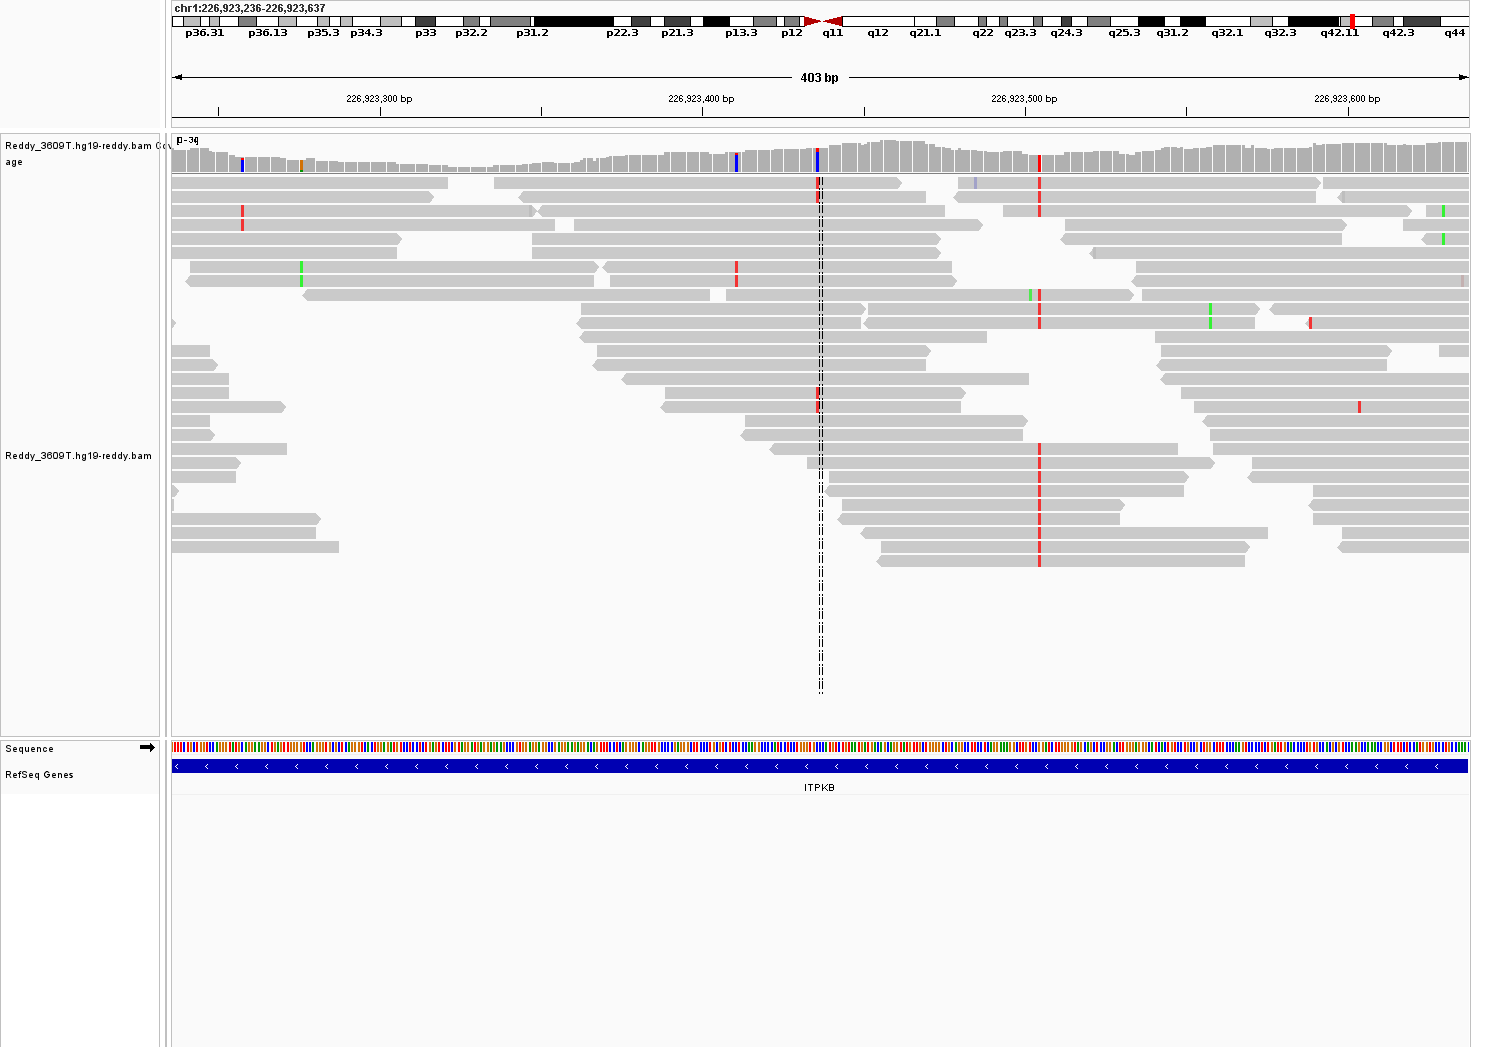 chr1:226,923,236-226,923,637
p36.31 p36.13 p35.3 p34.3 p33 p32.2 p31.2 p22.3 p21.3 p13.3 p12 q11 q12 q21.1 q22 q23.3 q24.3 q25.3 q31.2 q32.1 q32.3 q42.11 q42.3 q44
403 bp
226,923,300 bp 226,923,400 bp 226,923,500 bp 226,923,600 bp
Reddy_3609T.hg19-reddy.bam Cov
age
Reddy_3609T.hg19-reddy.bam
Sequence
RefSeq Genes
ITPKB